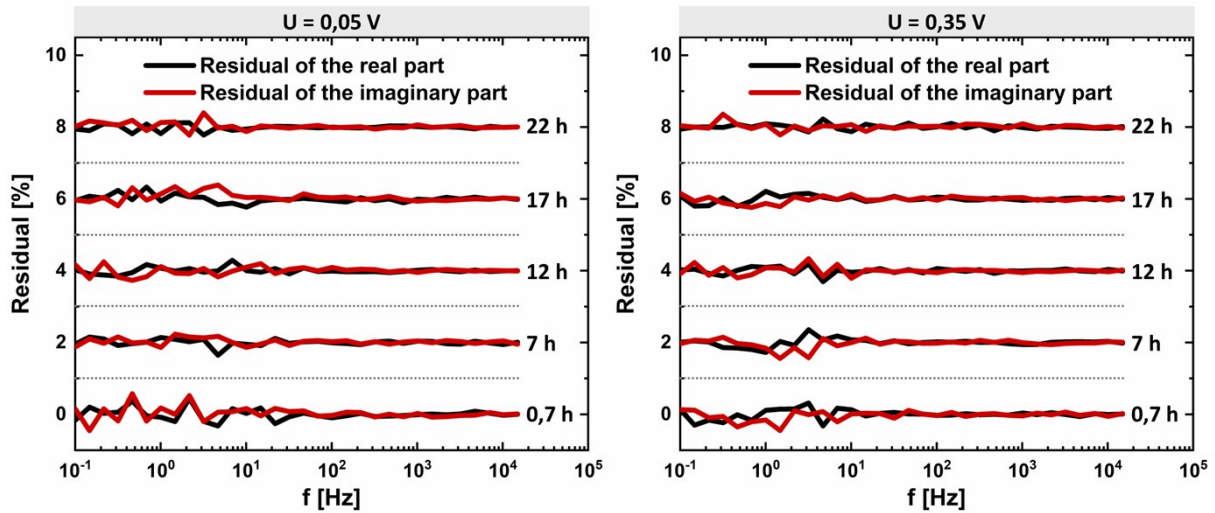 U = 0,05 V
Residual of the real part
Residual of the imaginary part
Residual [%]
10
8
6
4
2
0
22 h
17 h
12 h
7 h
0,7 h
10⁻¹ 10⁰ 10¹ 10² 10³ 10⁴ 10⁵
f [Hz]
U = 0,35 V
Residual of the real part
Residual of the imaginary part
Residual [%]
10
8
6
4
2
0
22 h
17 h
12 h
7 h
0,7 h
10⁻¹ 10⁰ 10¹ 10² 10³ 10⁴ 10⁵
f [Hz]